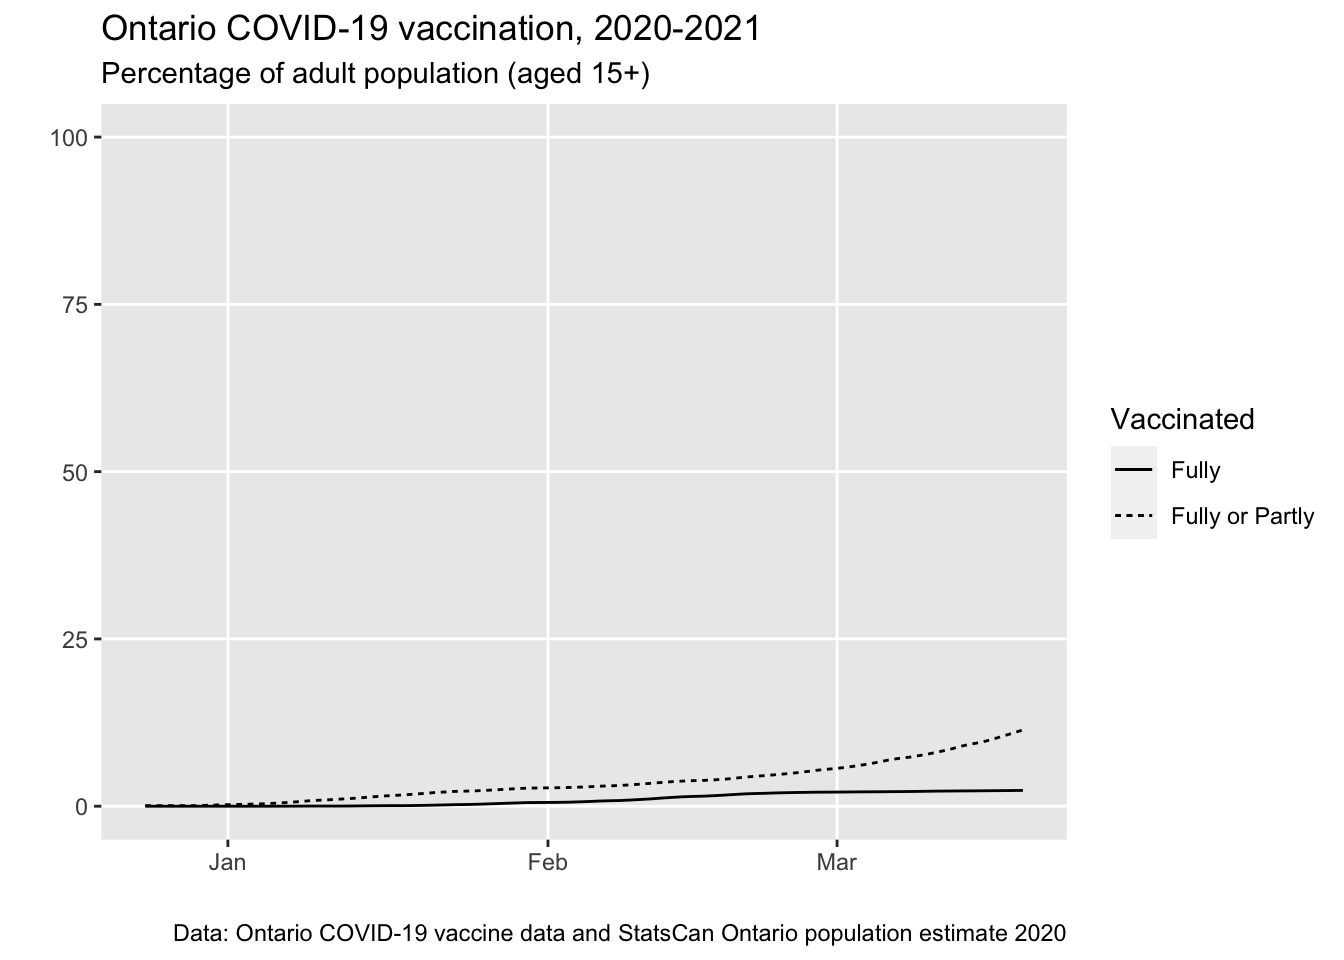 Ontario COVID-19 vaccination, 2020-2021
Percentage of adult population (aged 15+)
100
75
50
25
0
Jan
Feb
Mar
Vaccinated
Fully
Fully or Partly
Data: Ontario COVID-19 vaccine data and StatsCan Ontario population estimate 2020